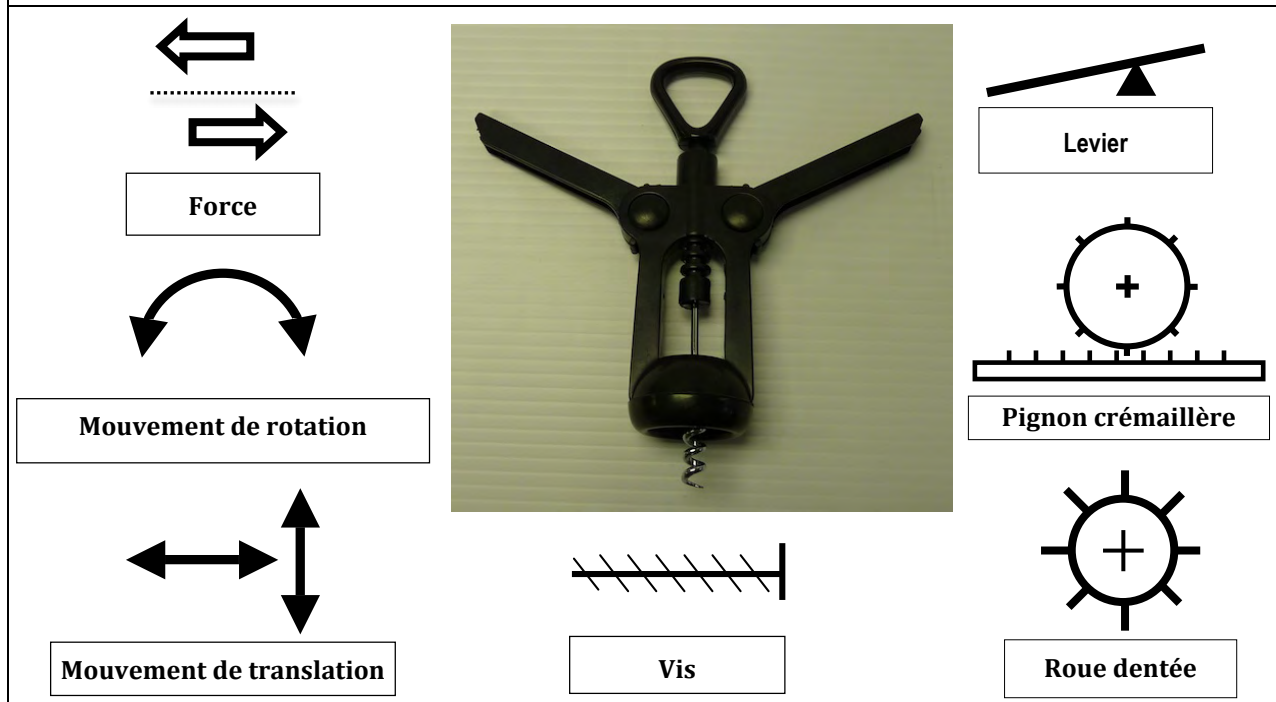 Force
Levier
Mouvement de rotation
Pignon crémaillère
Mouvement de translation
Vis
Roue dentée